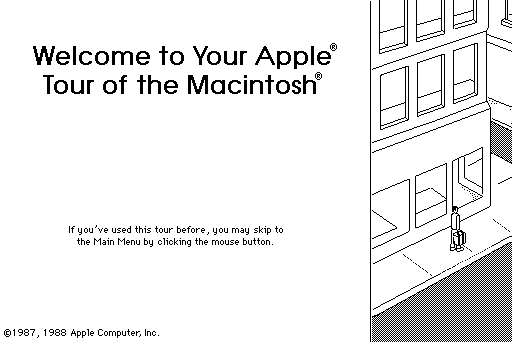 Welcome to Your Apple®
Tour of the Macintosh®
If you've used this tour before, you may skip to
the Main Menu by clicking the mouse button.
©1987, 1988 Apple Computer, Inc.